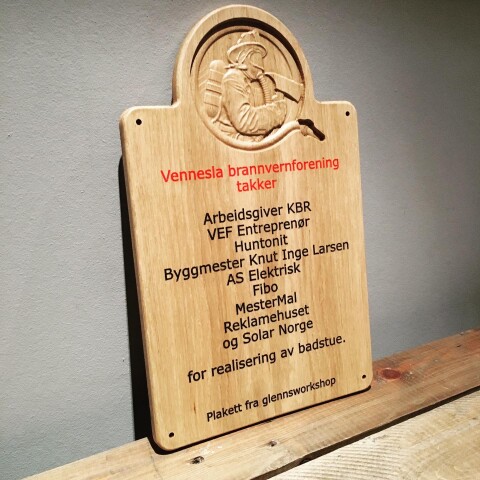 Vennesla brannvernforening
takker
Arbeidsgiver KBR
VEF Entreprenør
Huntonit
Byggmester Knut Inge Larsen
AS Elektrisk
Fibo
MesterMal
Reklamehuset
og Solar Norge
for realisering av badstue.
Plakett fra glennsworkshop